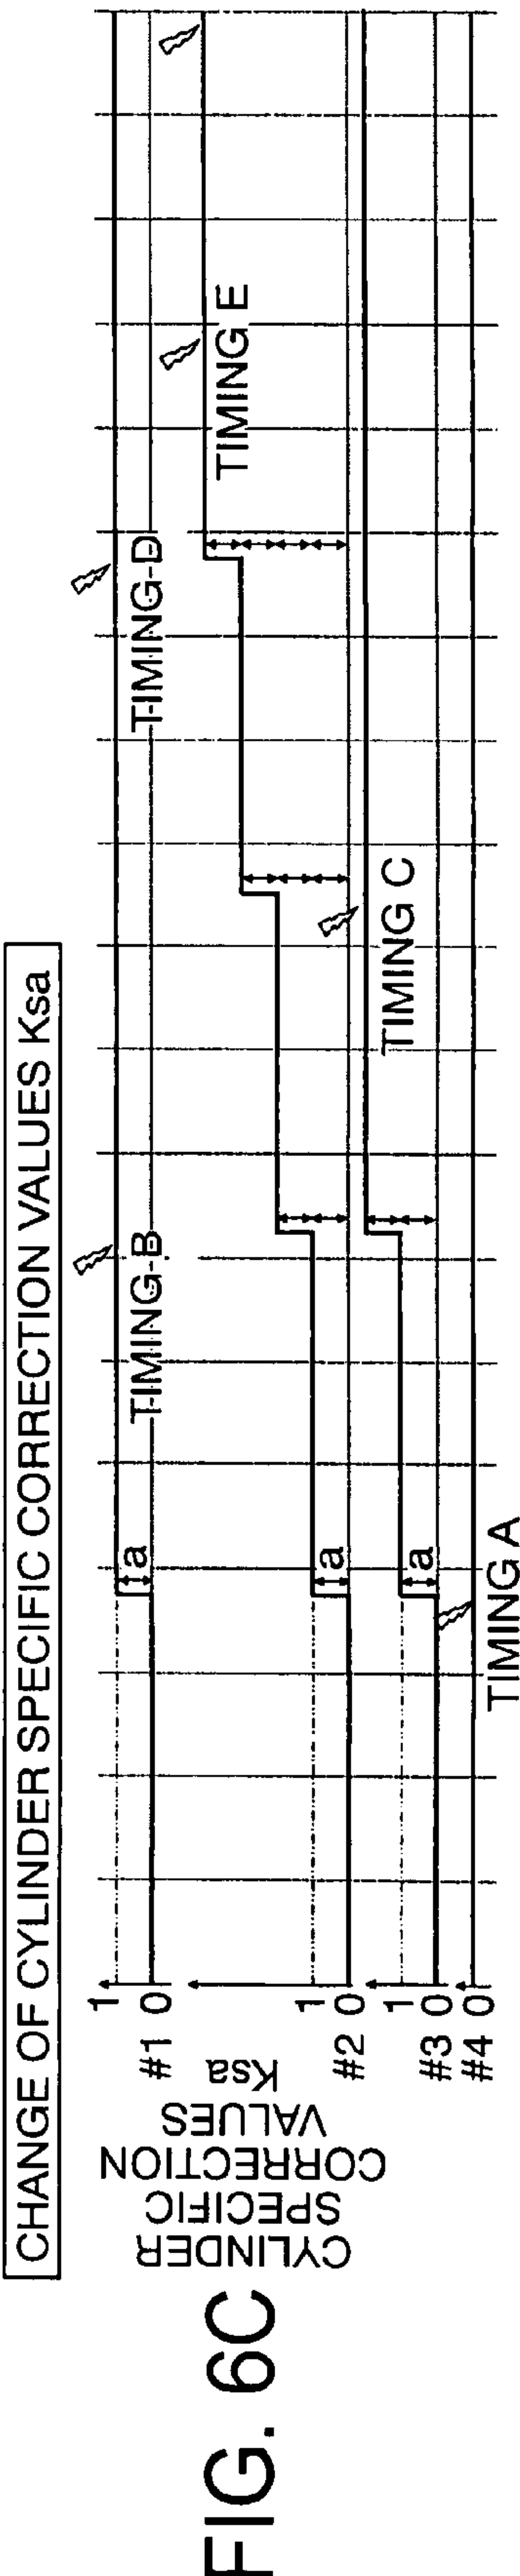 FIG. 6C
CHANGE OF CYLINDER SPECIFIC CORRECTION VALUES Ksa
CYLINDER
SPECIFIC
CORRECTION
VALUES
Ksa
#1
1
0
a
TIMING B
TIMING D
#2
1
0
a
TIMING E
#3
1
0
a
TIMING C
#4
0
TIMING A